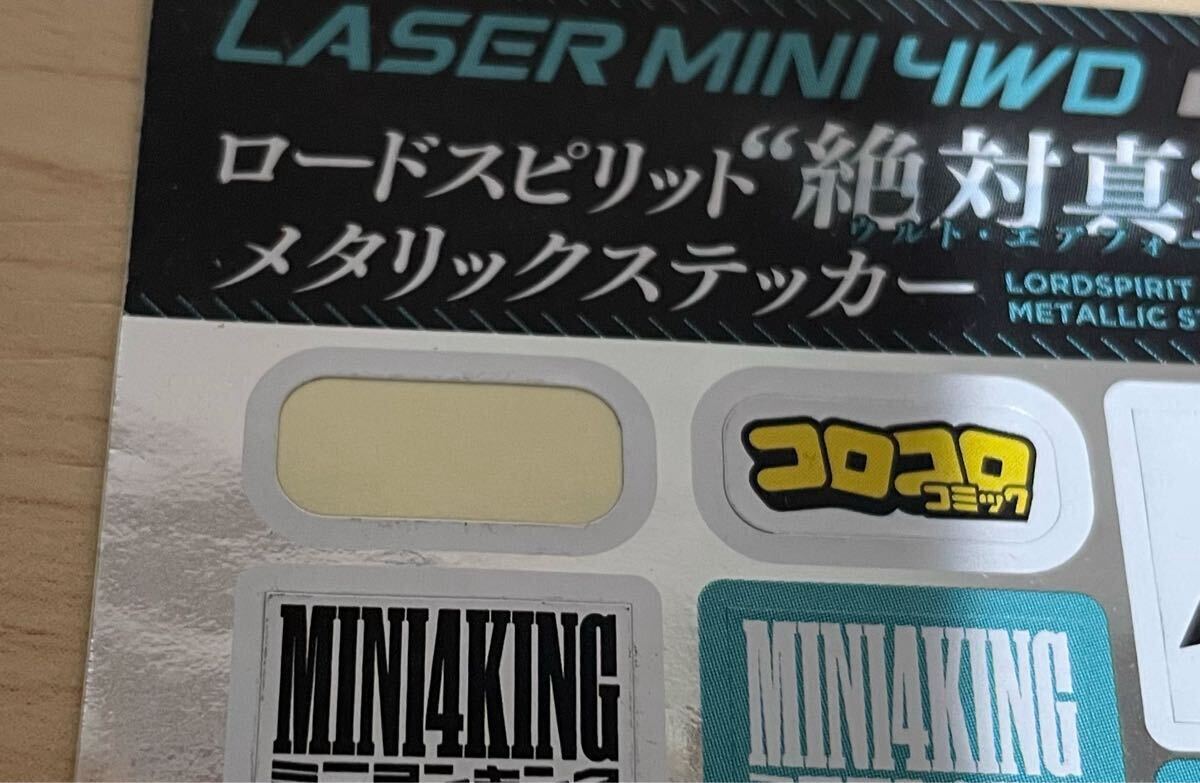 LASER MINI 4WD
ロードスピリット“絶対真
ウルト・エアフォー
メタリックステッカー
LORDSPIRIT
METALLIC S
コロコロ
コミック
MINI4KING
MINI4KING